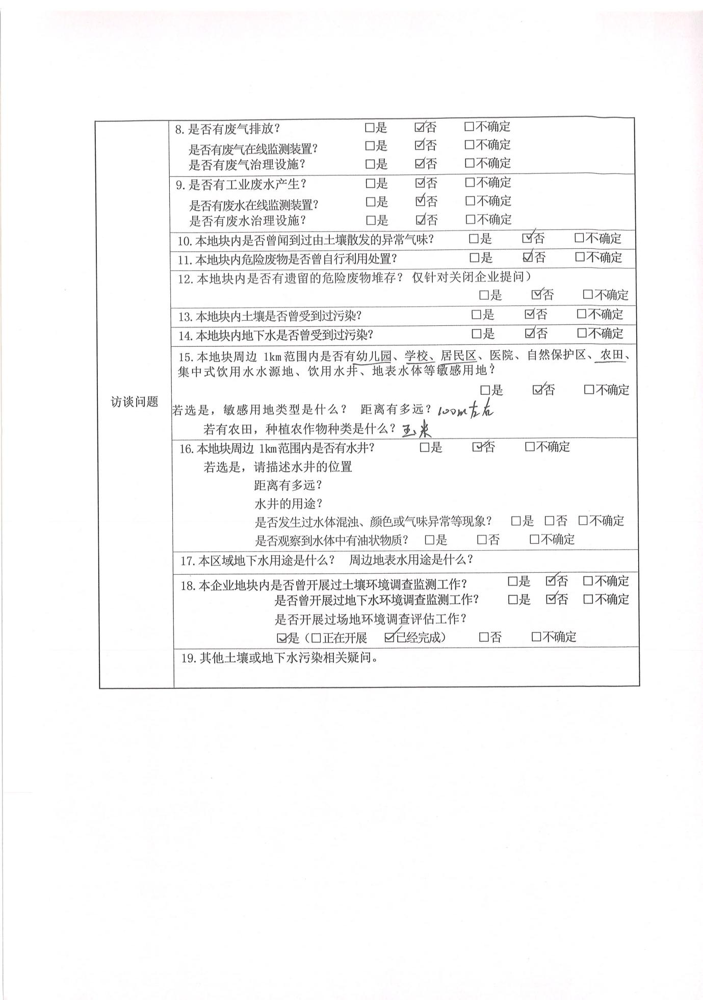 8. 是否有废气排放? □是 ☑否 □不确定
是否有废气在线监测装置? □是 ☑否 □不确定
是否有废气治理设施? □是 ☑否 □不确定
9. 是否有工业废水产生? □是 ☑否 □不确定
是否有废水在线监测装置? □是 ☑否 □不确定
是否有废水治理设施? □是 ☑否 □不确定
10. 本地块内是否曾闻到过由土壤散发的异常气味? □是 ☑否 □不确定
11. 本地块内危险废物是否曾自行利用处置? □是 ☑否 □不确定
12. 本地块内是否有遗留的危险废物堆存? 仅针对关闭企业提问)
□是 ☑否 □不确定
13. 本地块内土壤是否曾受到过污染? □是 ☑否 □不确定
14. 本地块内地下水是否曾受到过污染? □是 ☑否 □不确定
15. 本地块周边 1km 范围内是否有幼儿园、学校、居民区、医院、自然保护区、农田、
集中式饮用水水源地、饮用水井、地表水体等敏感用地?
□是 ☑否 □不确定
访谈问题
若选是，敏感用地类型是什么? 距离有多远? 100m左右
若有农田，种植农作物种类是什么? 玉米
16. 本地块周边 1km 范围内是否有水井? □是 ☑否 □不确定
若选是，请描述水井的位置
距离有多远?
水井的用途?
是否发生过水体混浊、颜色或气味异常等现象? □是 □否 □不确定
是否观察到水体中有油状物质? □是 □否 □不确定
17. 本区域地下水用途是什么? 周边地表水用途是什么?
18. 本企业地块内是否曾开展过土壤环境调查监测工作? □是 ☑否 □不确定
是否曾开展过地下水环境调查监测工作? □是 ☑否 □不确定
是否开展过场地环境调查评估工作?
☑是（□正在开展 ☑已经完成） □否 □不确定
19. 其他土壤或地下水污染相关疑问。